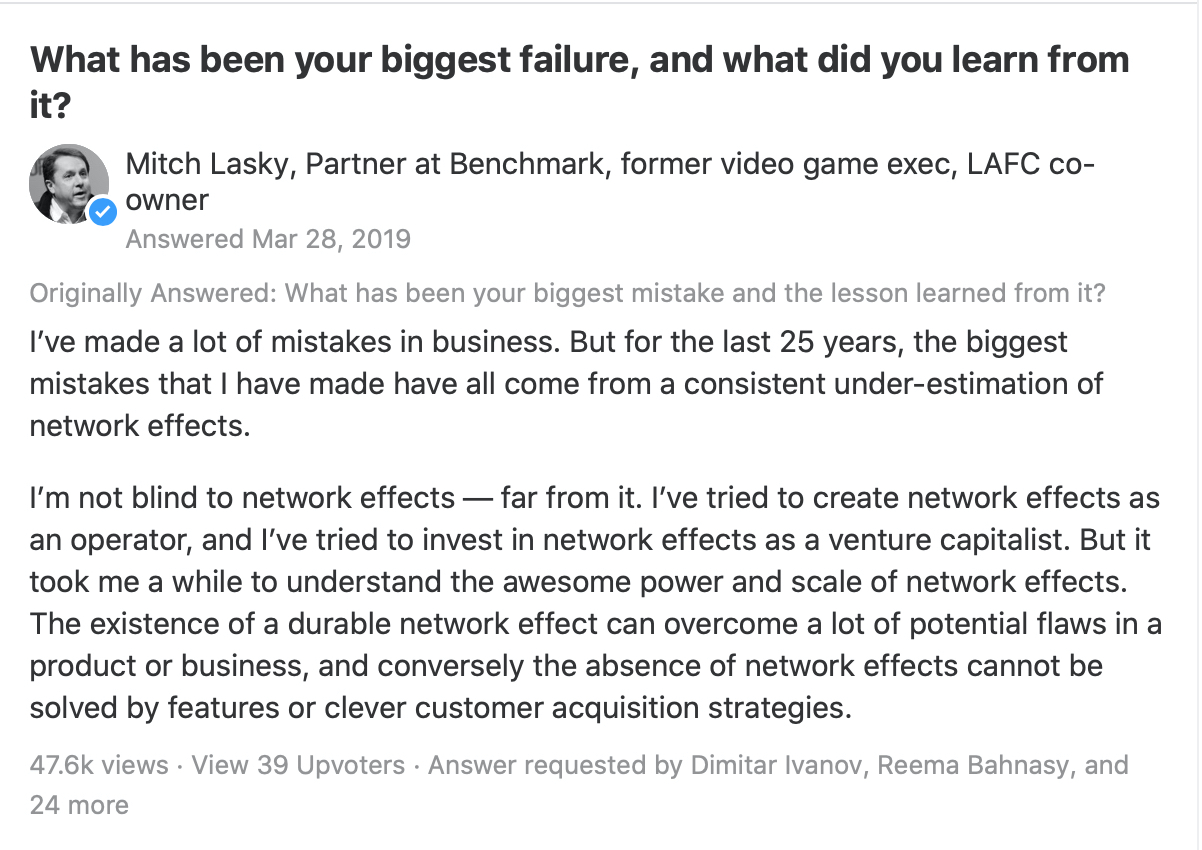 What has been your biggest failure, and what did you learn from
it?
Mitch Lasky, Partner at Benchmark, former video game exec, LAFC co-
owner
Answered Mar 28, 2019
Originally Answered: What has been your biggest mistake and the lesson learned from it?
I’ve made a lot of mistakes in business. But for the last 25 years, the biggest
mistakes that I have made have all come from a consistent under-estimation of
network effects.
I’m not blind to network effects — far from it. I’ve tried to create network effects as
an operator, and I’ve tried to invest in network effects as a venture capitalist. But it
took me a while to understand the awesome power and scale of network effects.
The existence of a durable network effect can overcome a lot of potential flaws in a
product or business, and conversely the absence of network effects cannot be
solved by features or clever customer acquisition strategies.
47.6k views · View 39 Upvoters · Answer requested by Dimitar Ivanov, Reema Bahnasy, and
24 more